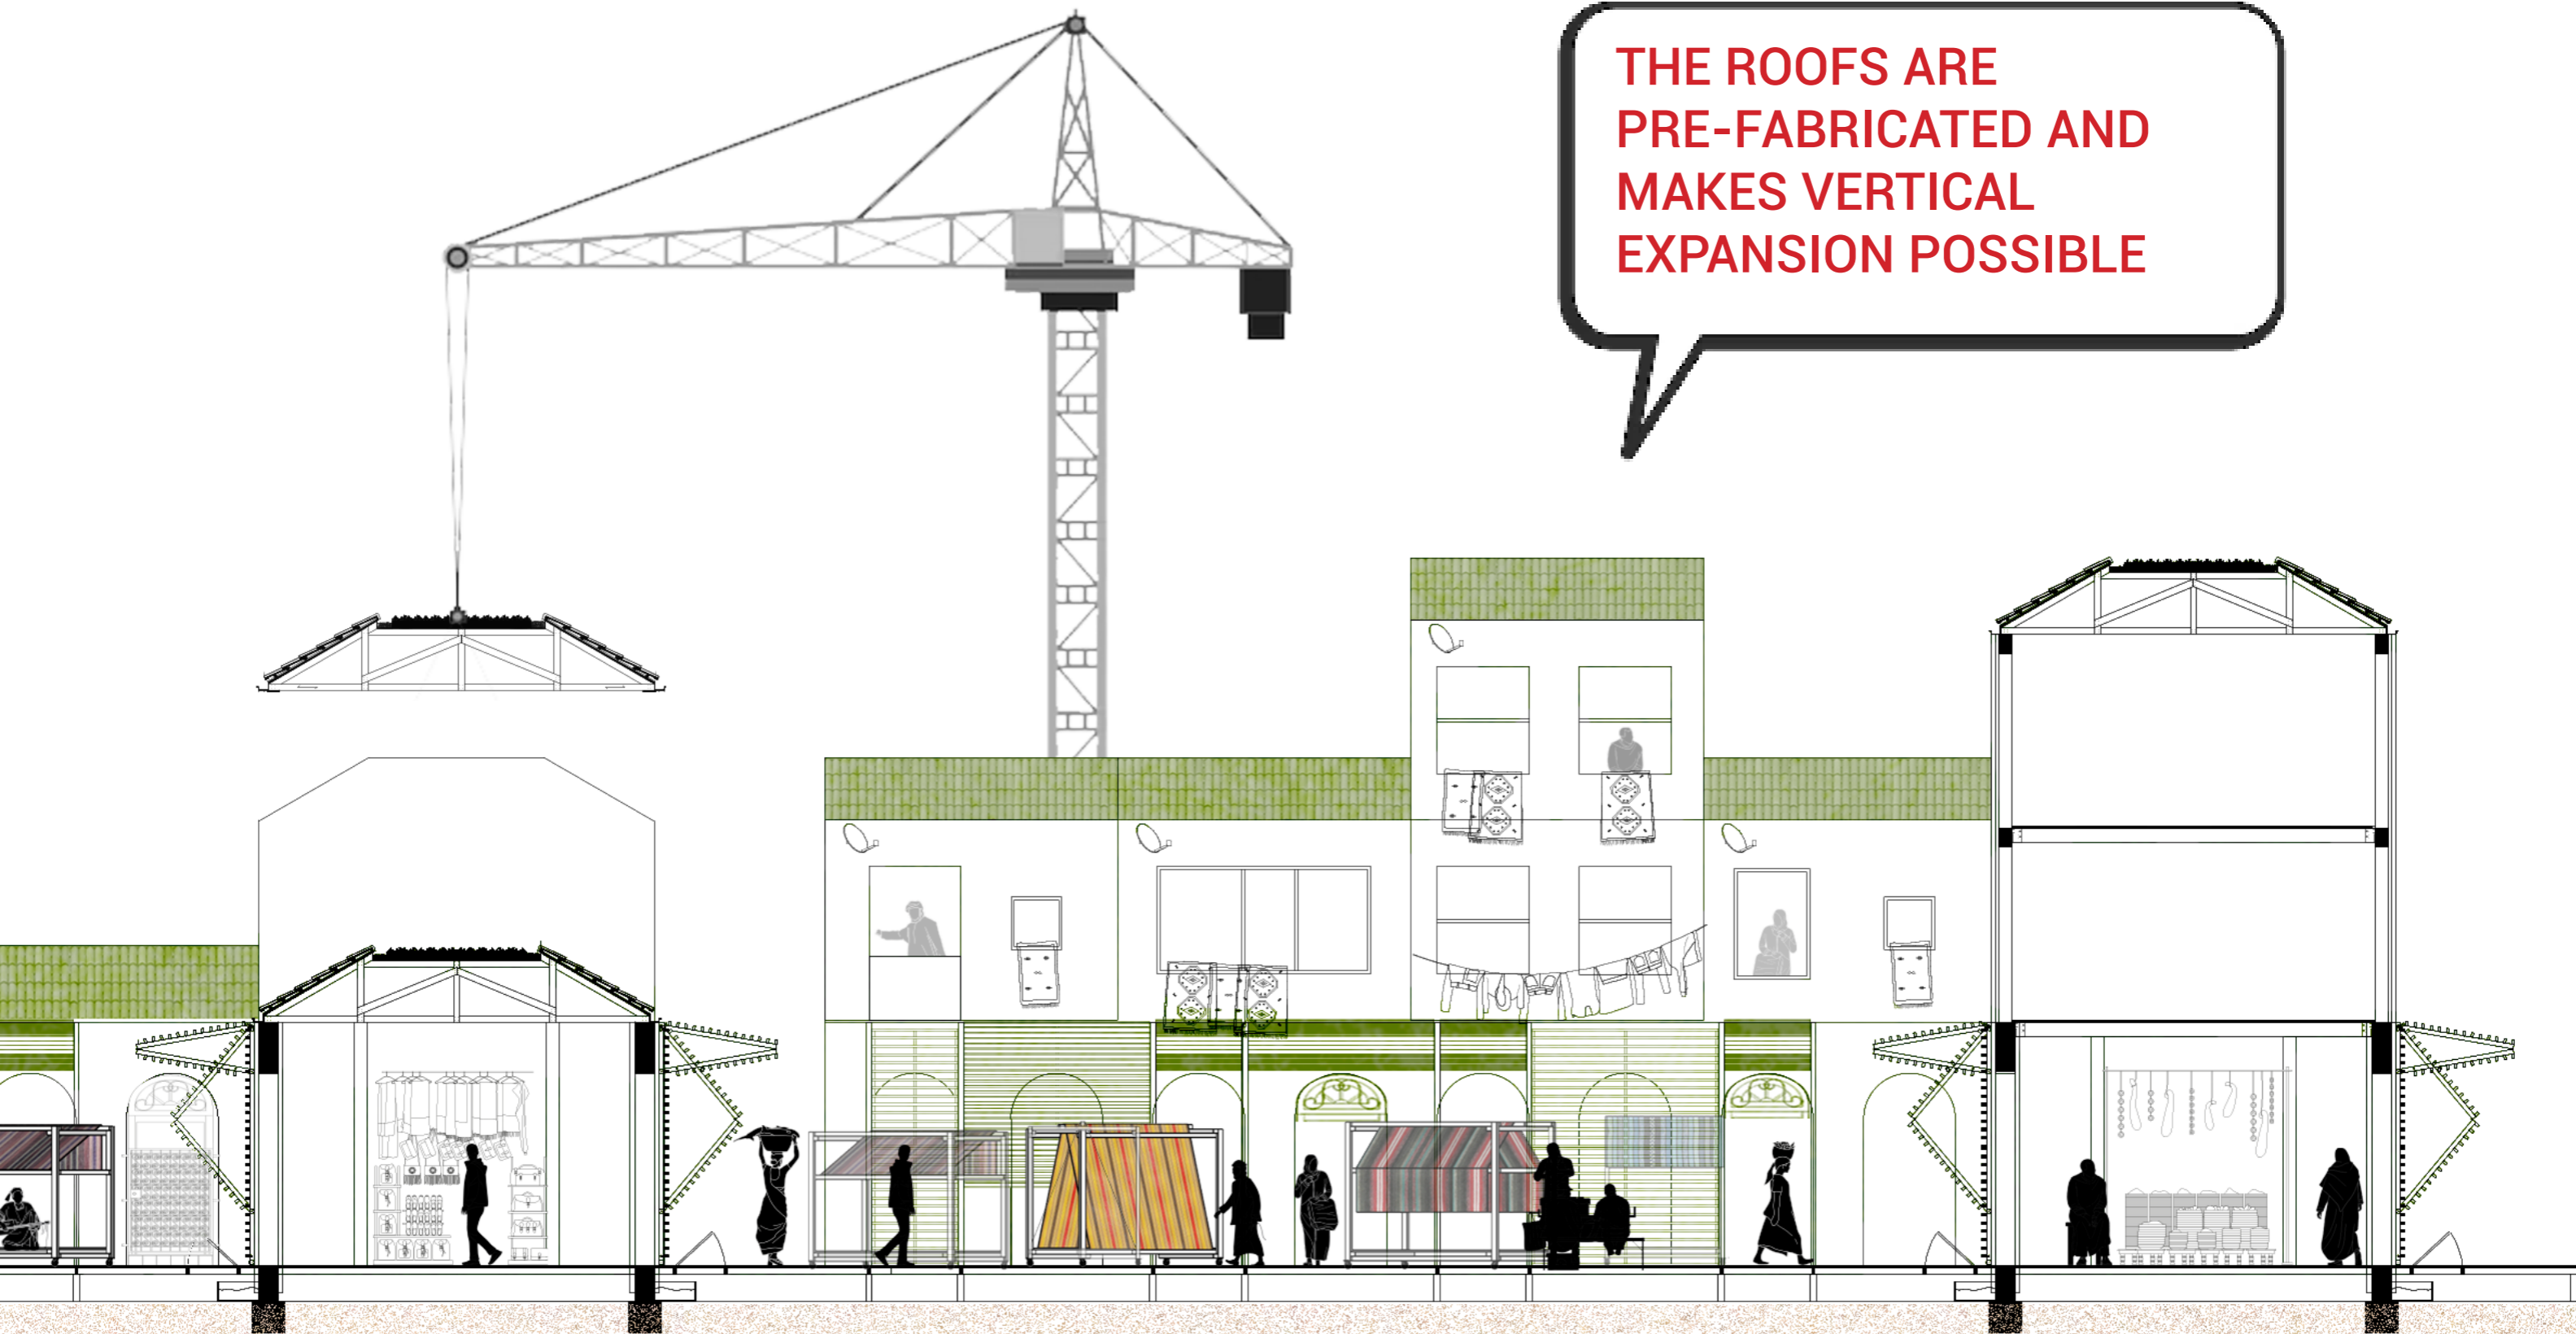 THE ROOFS ARE
PRE-FABRICATED AND
MAKES VERTICAL
EXPANSION POSSIBLE